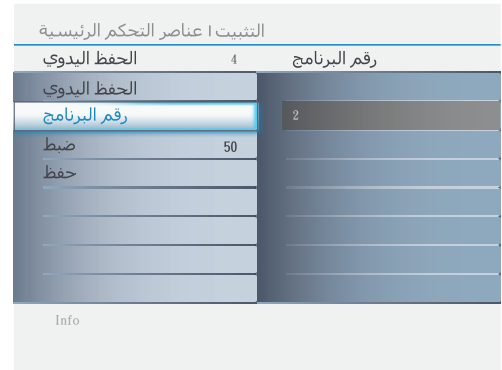 التثبيت ا عناصر التحكم الرئيسية
الحفظ اليدوي 4 رقم البرنامج
الحفظ اليدوي
رقم البرنامج 2
ضبط 50
حفظ
Info